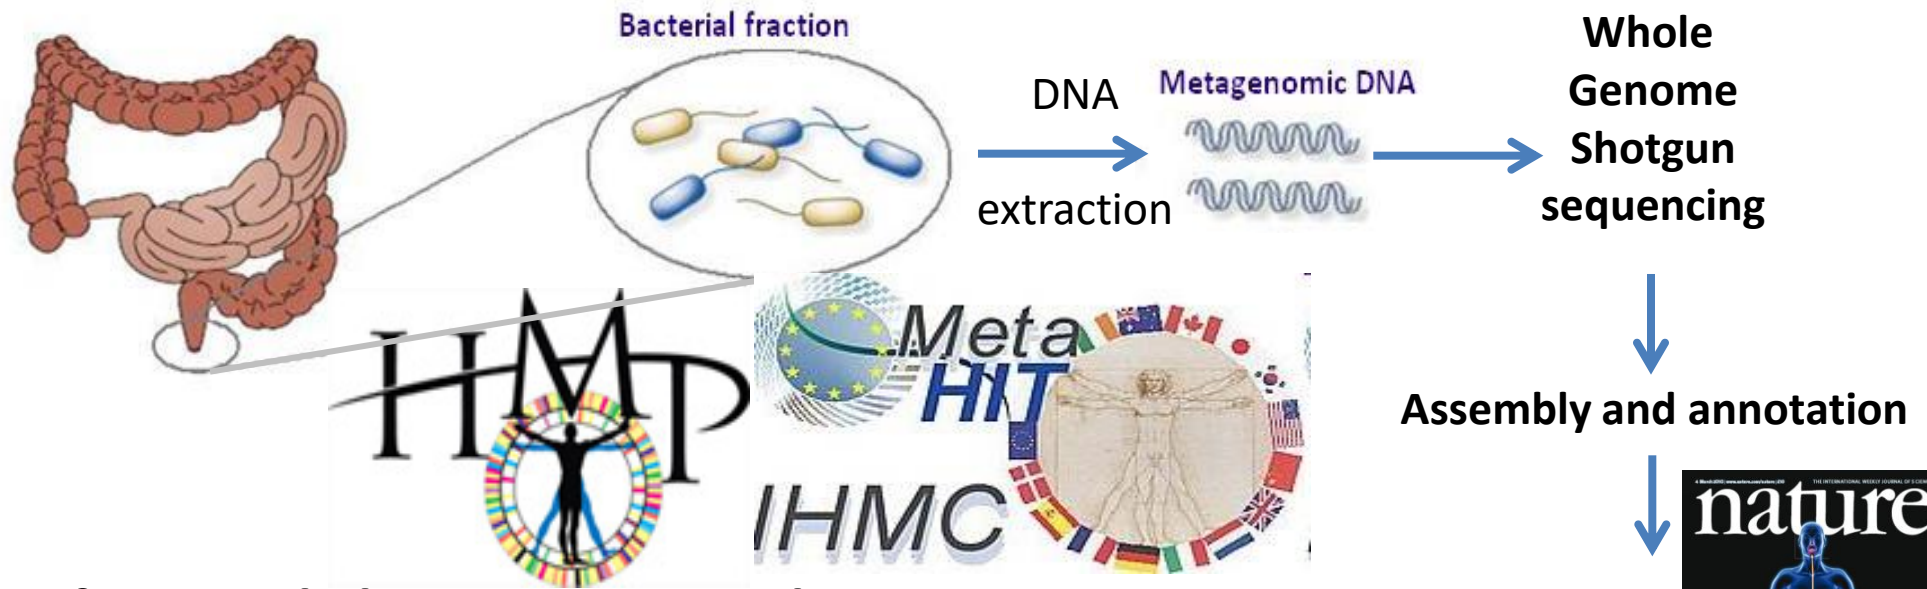 Bacterial fraction
DNA
extraction
Metagenomic DNA
Whole
Genome
Shotgun
sequencing
Assembly and annotation
HMP
Meta
HIT
IHMC
nature